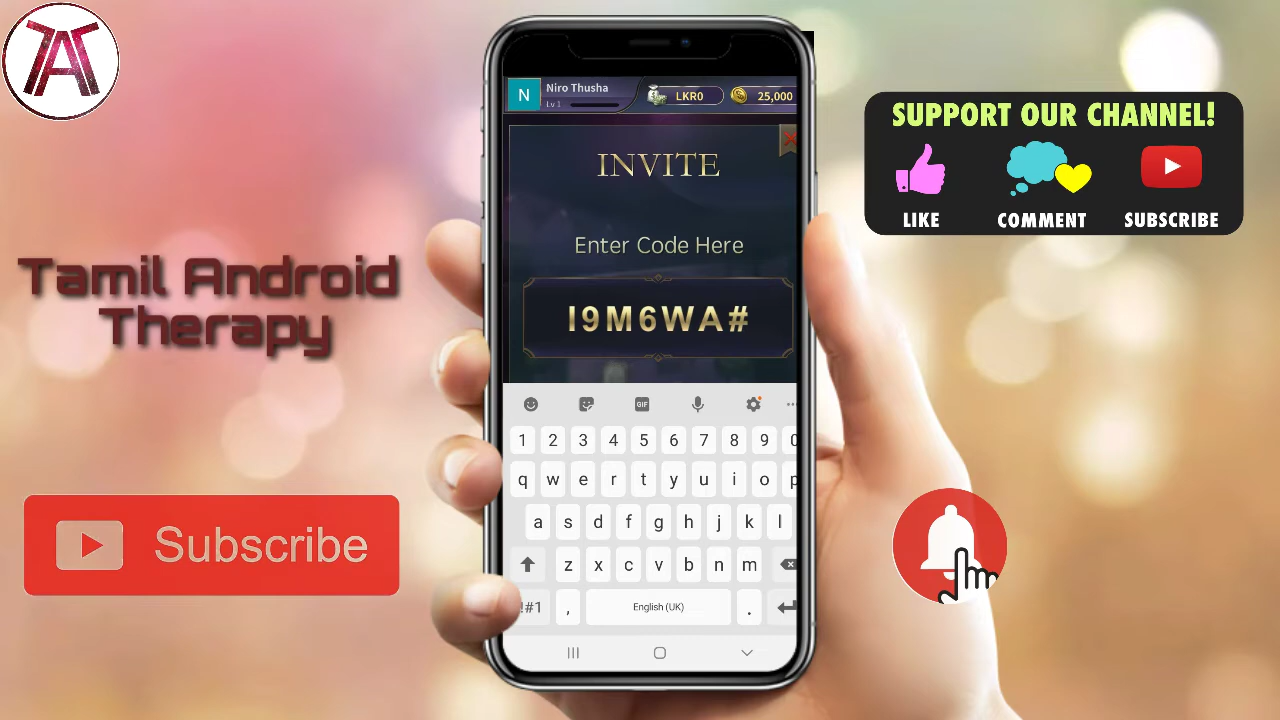 TAT
Niro Thusha
N
Lv 1
LKR0
25,000
INVITE
Enter Code Here
I9M6WA#
GIF
1 2 3 4 5 6 7 8 9 0
q w e r t y u i o p
a s d f g h j k l
z x c v b n m
!#1 , English (UK) .
Tamil Android
Therapy
Subscribe
SUPPORT OUR CHANNEL!
LIKE COMMENT SUBSCRIBE